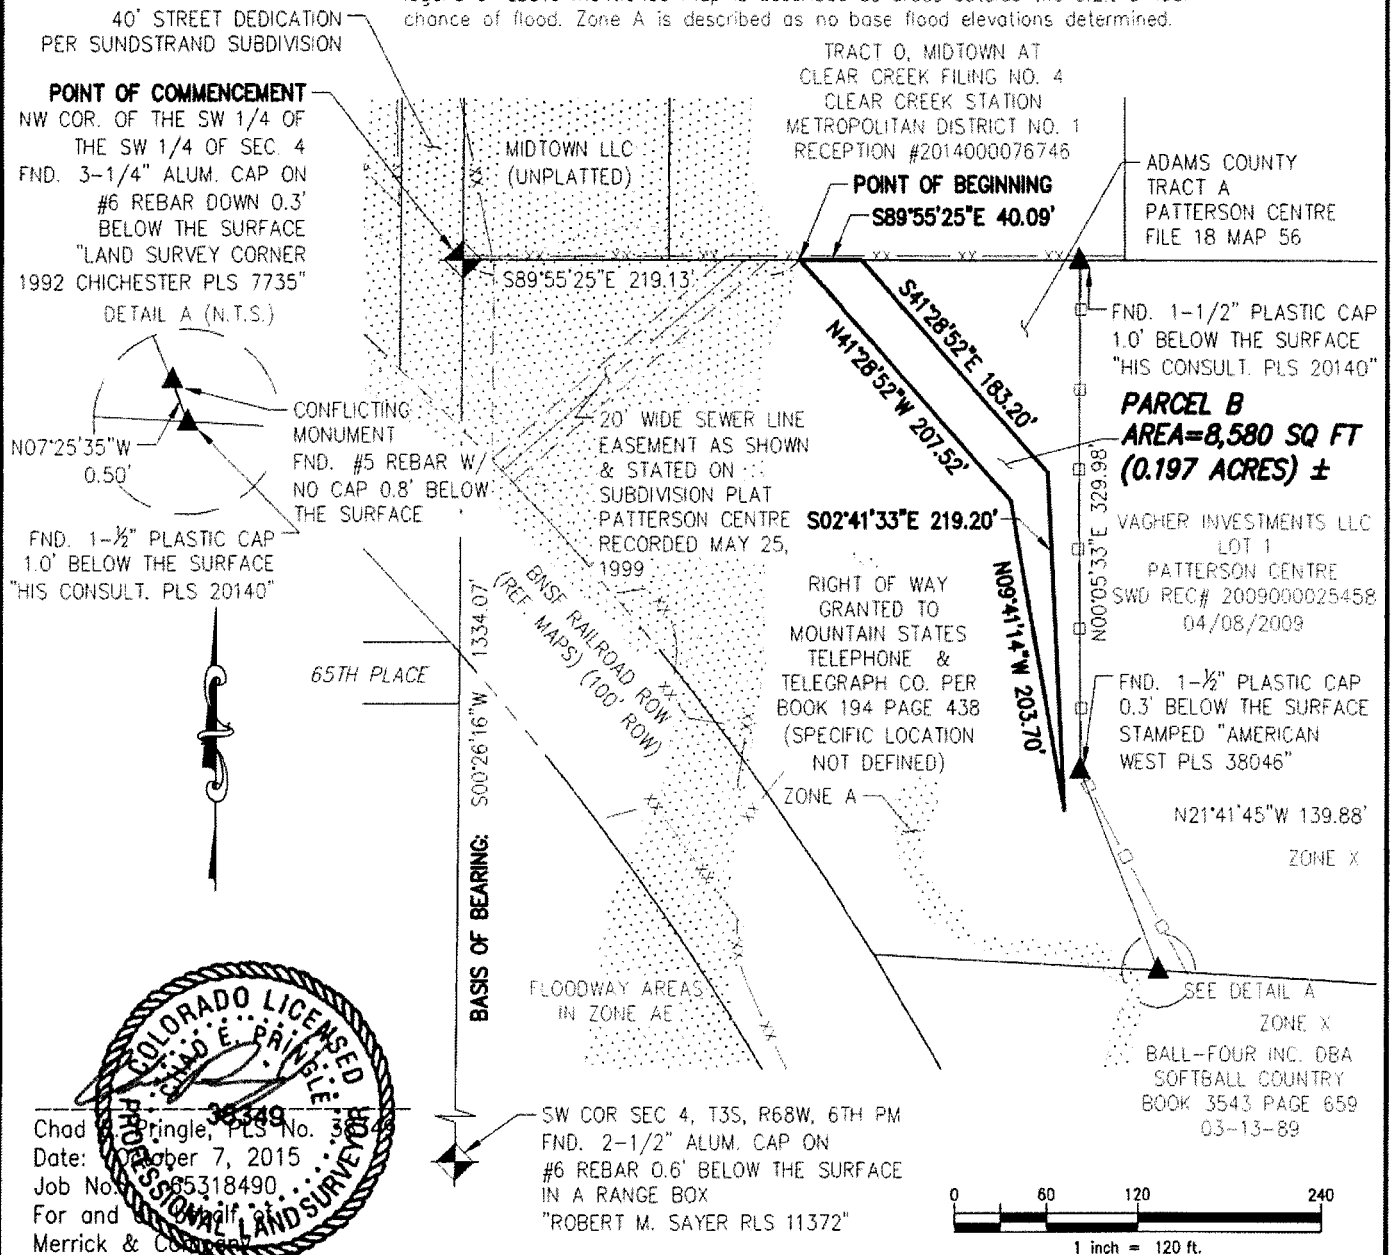 40' STREET DEDICATION
PER SUNDSTRAND SUBDIVISION
chance of flood. Zone A is described as no base flood elevations determined.
POINT OF COMMENCEMENT
NW COR. OF THE SW 1/4 OF
THE SW 1/4 OF SEC. 4
FND. 3-1/4" ALUM. CAP ON
#6 REBAR DOWN 0.3'
BELOW THE SURFACE
"LAND SURVEY CORNER
1992 CHICHESTER PLS 7735"
MIDTOWN LLC
(UNPLATTED)
TRACT O, MIDTOWN AT
CLEAR CREEK FILING NO. 4
CLEAR CREEK STATION
METROPOLITAN DISTRICT NO. 1
RECEPTION #2014000076746
POINT OF BEGINNING
S89°55'25"E 40.09'
ADAMS COUNTY
TRACT A
PATTERSON CENTRE
FILE 18 MAP 56
S89°55'25"E 219.13'
S41°28'52"E 183.20'
N41°28'52"W 207.52'
FND. 1-1/2" PLASTIC CAP
1.0' BELOW THE SURFACE
"HIS CONSULT. PLS 20140"
PARCEL B
AREA=8,580 SQ FT
(0.197 ACRES) ±
DETAIL A (N.T.S.)
N07°25'35"W
0.50'
CONFLICTING
MONUMENT
FND. #5 REBAR W/
NO CAP 0.8' BELOW
THE SURFACE
FND. 1-½" PLASTIC CAP
1.0' BELOW THE SURFACE
"HIS CONSULT. PLS 20140"
20' WIDE SEWER LINE
EASEMENT AS SHOWN
& STATED ON
SUBDIVISION PLAT
PATTERSON CENTRE
RECORDED MAY 25,
1999
S02°41'33"E 219.20'
N09°41'14"W 203.70'
N00°05'33"E 329.98'
VAGHER INVESTMENTS LLC
LOT 1
PATTERSON CENTRE
SWD REC# 2009000025458
04/08/2009
RIGHT OF WAY
GRANTED TO
MOUNTAIN STATES
TELEPHONE &
TELEGRAPH CO. PER
BOOK 194 PAGE 438
(SPECIFIC LOCATION
NOT DEFINED)
BNSF RAILROAD ROW
(REF. MAPS) (100' ROW)
65TH PLACE
BASIS OF BEARING: S00°26'16"W 1334.07'
FND. 1-½" PLASTIC CAP
0.3' BELOW THE SURFACE
STAMPED "AMERICAN
WEST PLS 38046"
ZONE A
N21°41'45"W 139.88'
ZONE X
FLOODWAY AREAS
IN ZONE AE
SEE DETAIL A
ZONE X
BALL-FOUR INC. DBA
SOFTBALL COUNTRY
BOOK 3543 PAGE 659
03-13-89
COLORADO LICENSED
CHAD E. PRINGLE
38349
PROFESSIONAL LAND SURVEYOR
Chad Pringle, PLS No.
Date: October 7, 2015
Job No. 65318490
For and behalf of
Merrick & Company
SW COR SEC 4, T3S, R68W, 6TH PM
FND. 2-1/2" ALUM. CAP ON
#6 REBAR 0.6' BELOW THE SURFACE
IN A RANGE BOX
"ROBERT M. SAYER RLS 11372"
0 60 120 240
1 inch = 120 ft.